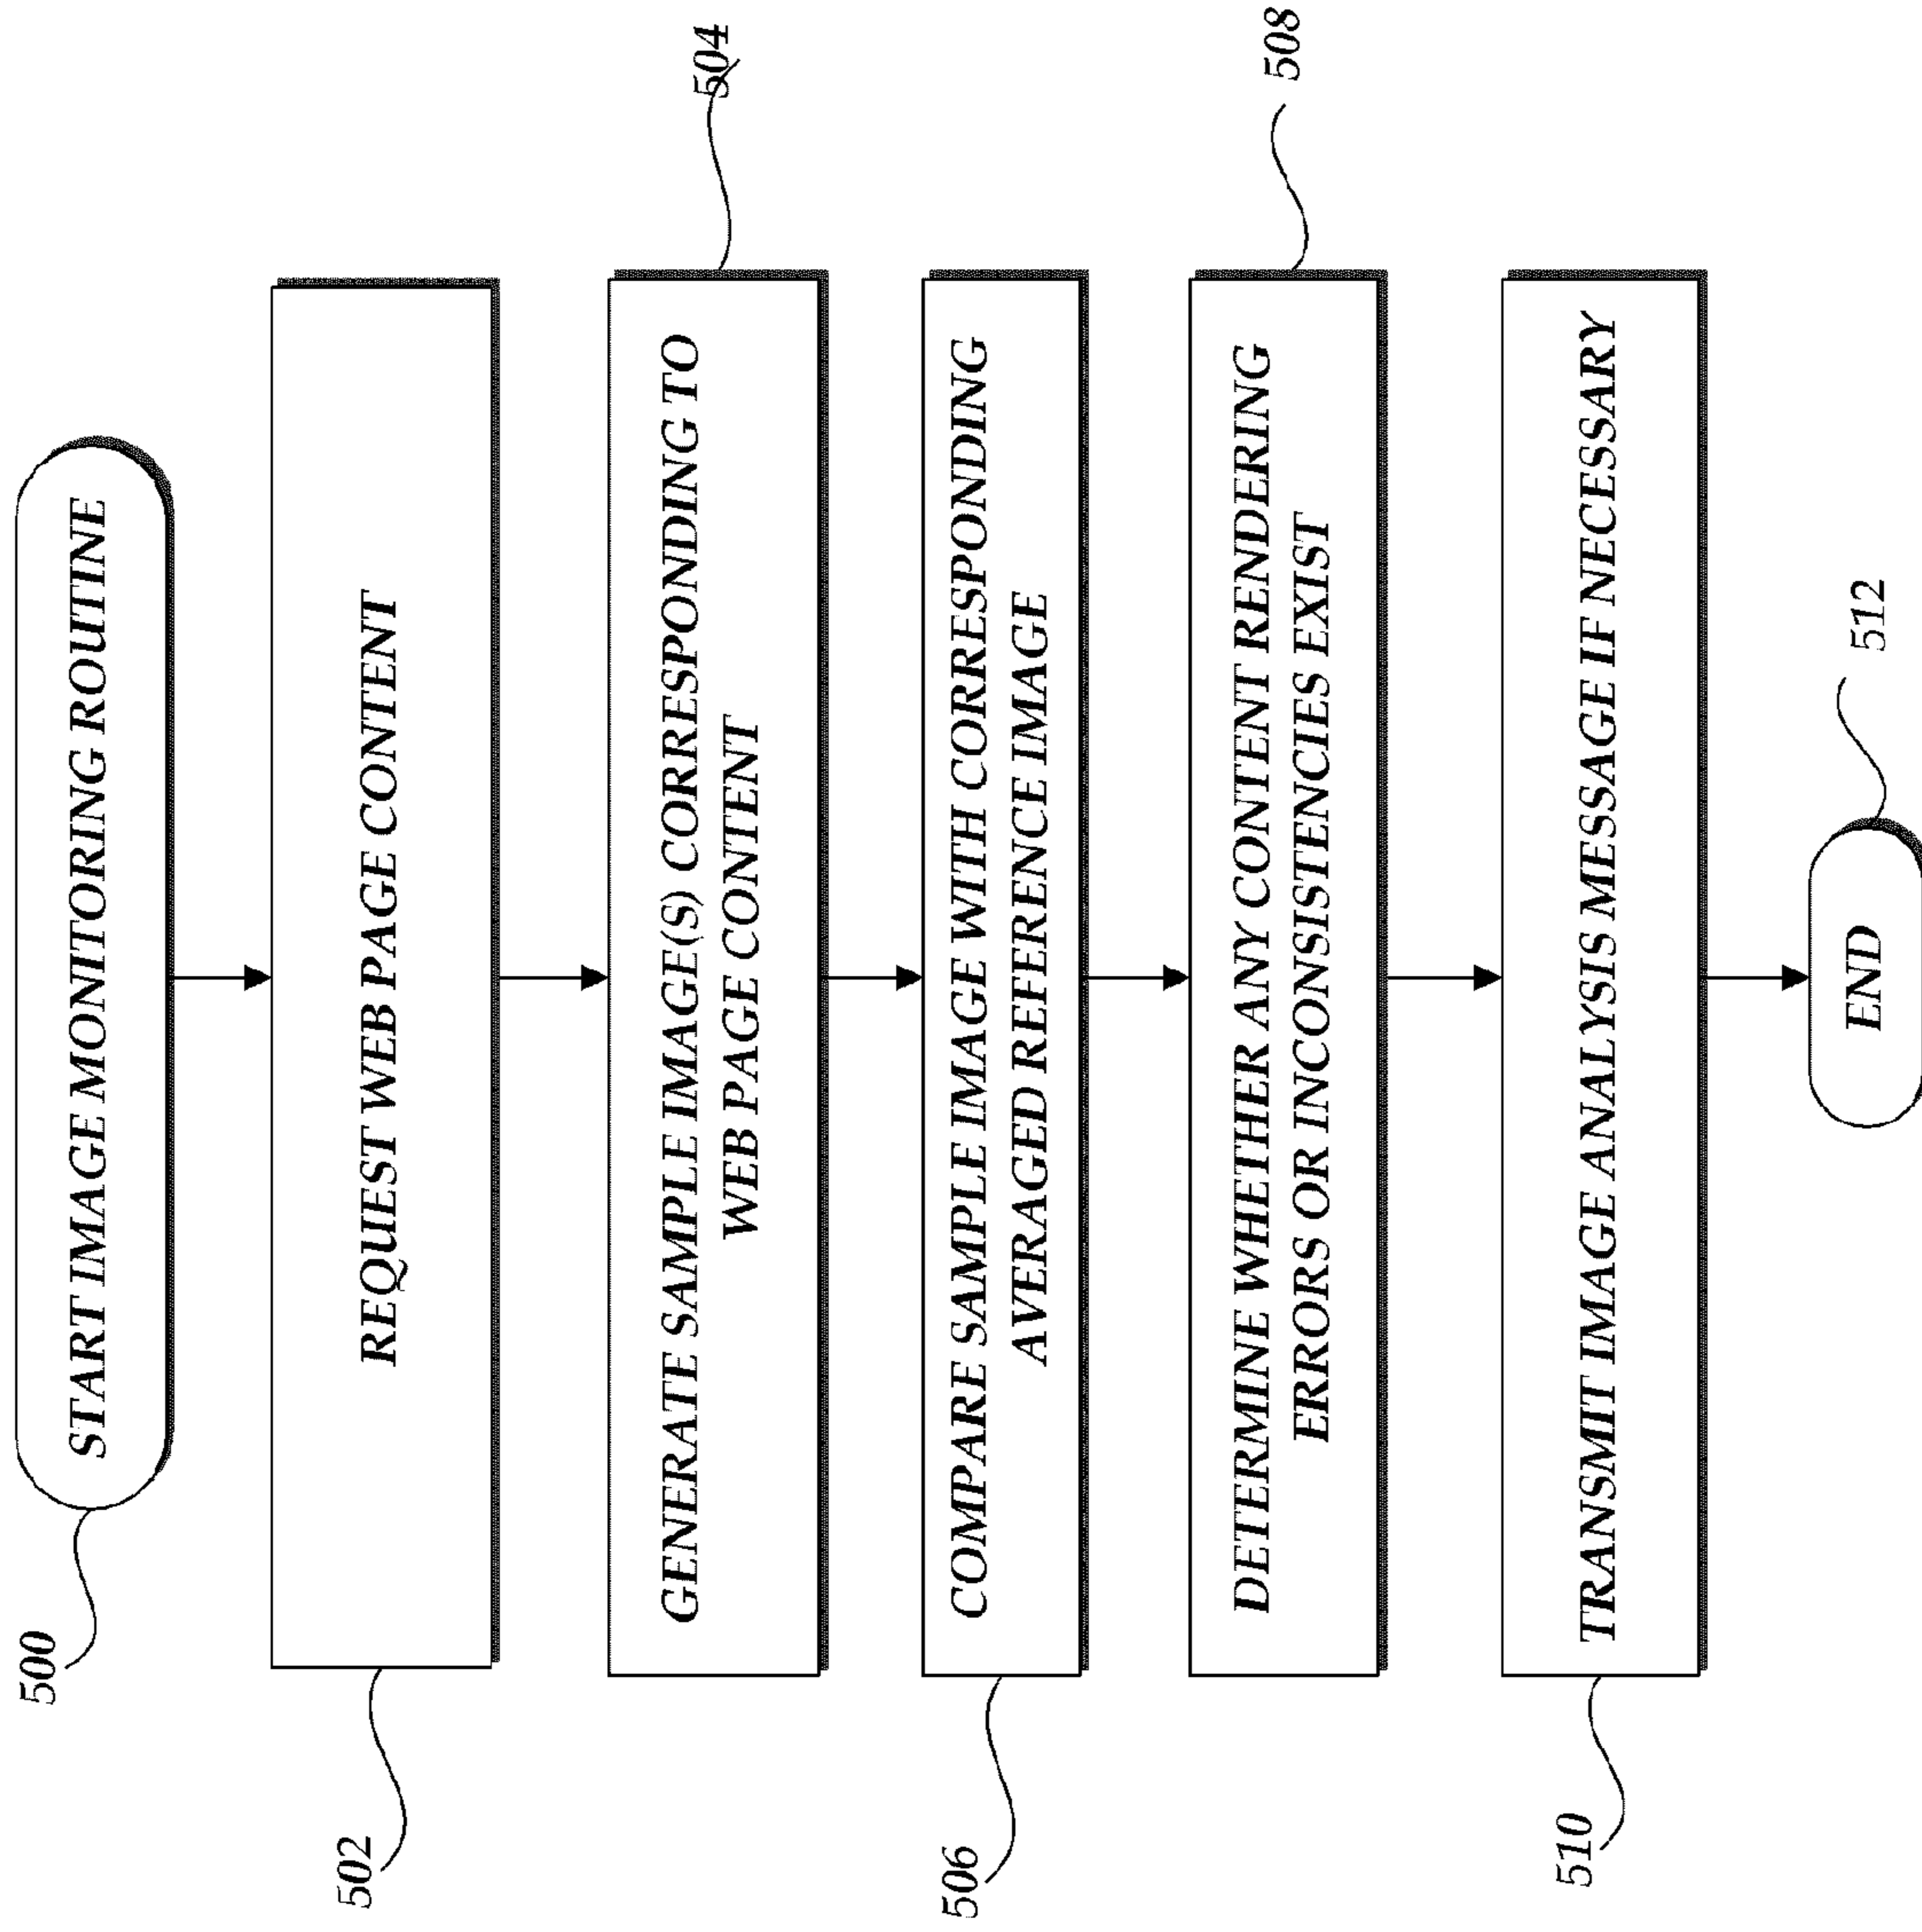 500
START IMAGE MONITORING ROUTINE
502
REQUEST WEB PAGE CONTENT
504
GENERATE SAMPLE IMAGE(S) CORRESPONDING TO
WEB PAGE CONTENT
506
COMPARE SAMPLE IMAGE WITH CORRESPONDING
AVERAGED REFERENCE IMAGE
508
DETERMINE WHETHER ANY CONTENT RENDERING
ERRORS OR INCONSISTENCIES EXIST
510
TRANSMIT IMAGE ANALYSIS MESSAGE IF NECESSARY
512
END